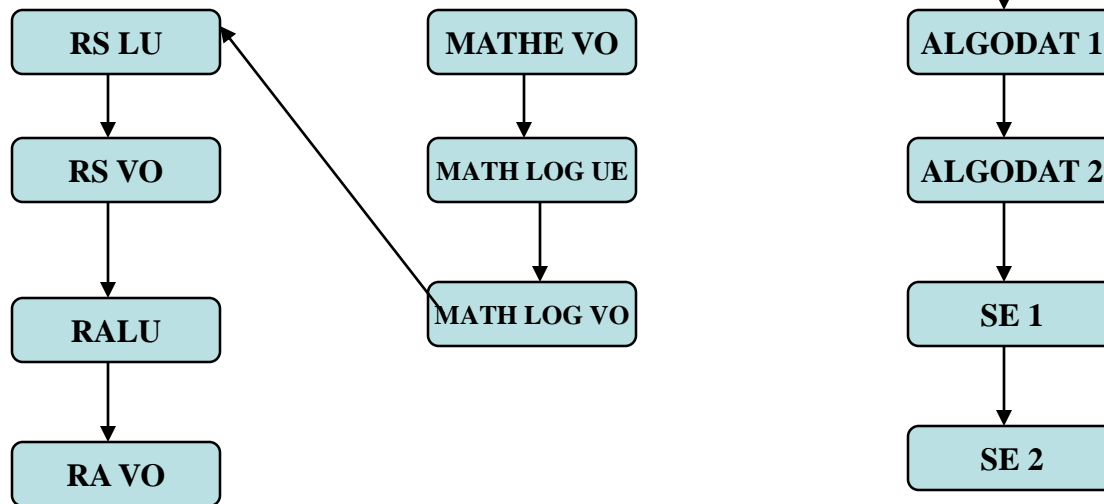 RS LU
MATHE VO
ALGODAT 1
RS VO
MATH LOG UE
ALGODAT 2
RALU
MATH LOG VO
SE 1
RA VO
SE 2